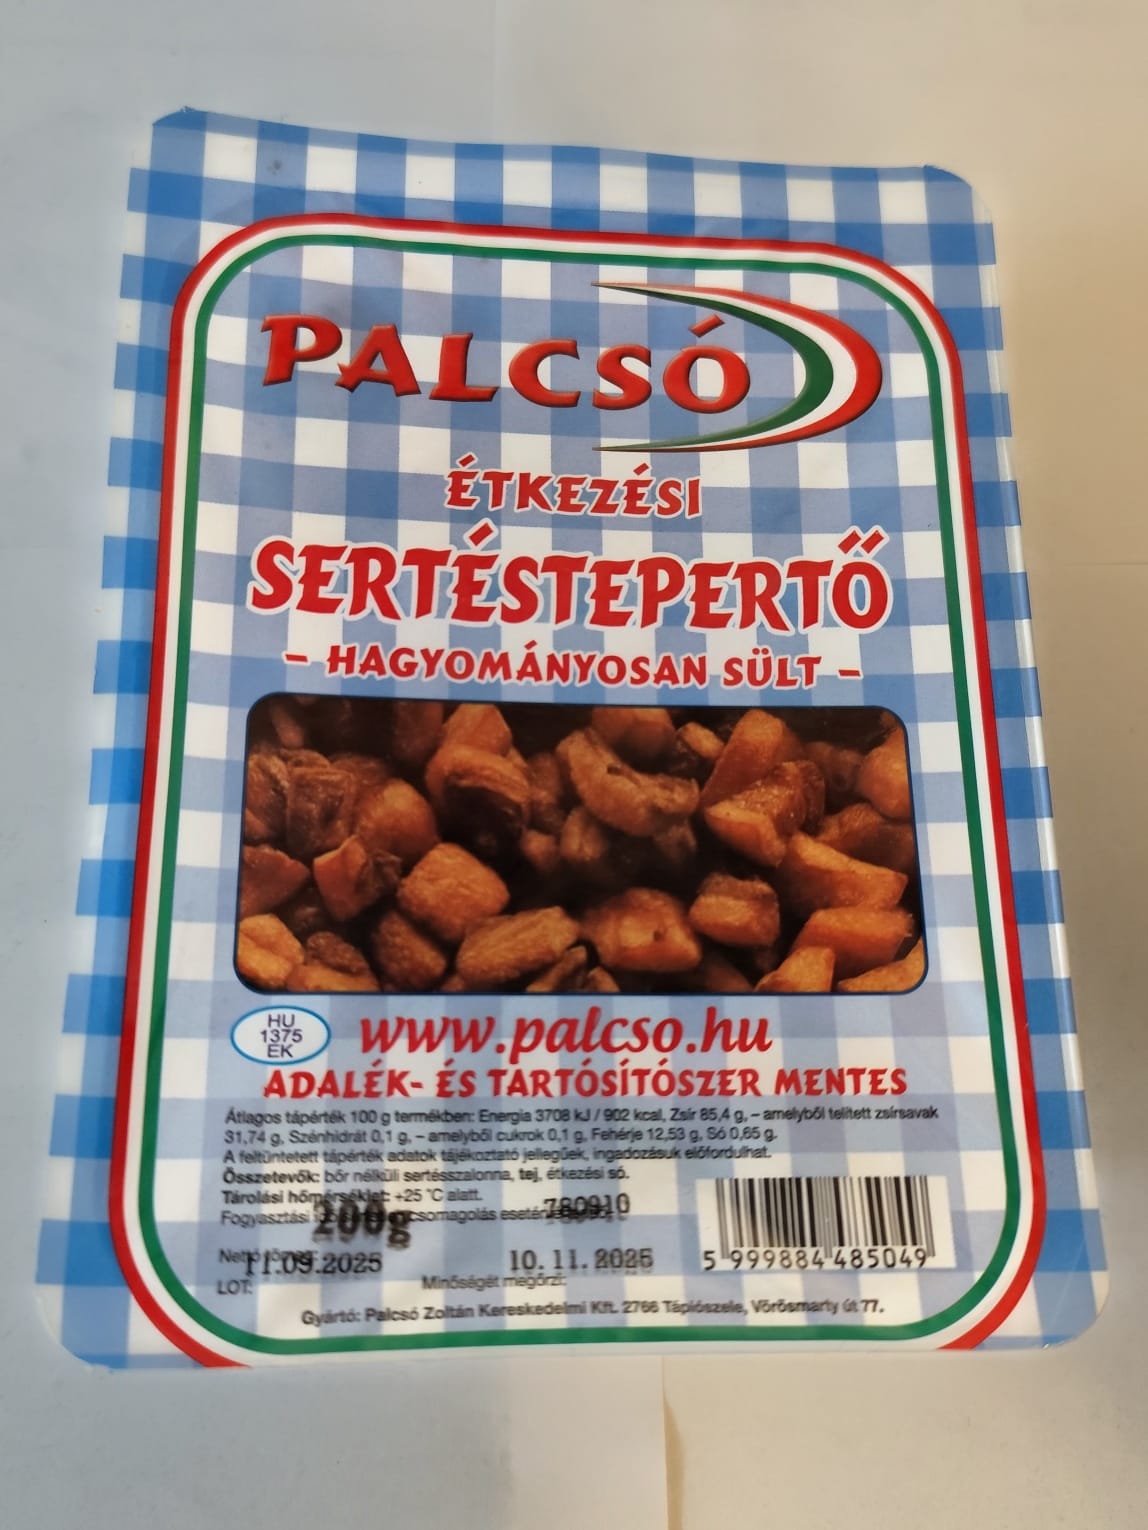 PALCSÓ
ÉTKEZÉSI
SERTÉSTEPERTŐ
- HAGYOMÁNYOSAN SÜLT -
HU
1375
EK
www.palcso.hu
ADALÉK- ÉS TARTÓSÍTÓSZER MENTES
Átlagos tápérték 100 g termékben: Energia 3708 kJ / 902 kcal, Zsír 85,4 g, – amelyből telített zsírsavak
31,74 g, Szénhidrát 0,1 g, – amelyből cukrok 0,1 g, Fehérje 12,53 g, Só 0,65 g.
A feltüntetett tápérték adatok tájékoztató jellegűek, ingadozásuk előfordulhat.
Összetevők: bőr nélküli sertésszalonna, tej, étkezési só.
Tárolási hőmérséklet: +25 °C alatt.
Fogyasztási csomagolás
200g
780910
Nettó tömeg:
11.09.2025
10.11.2025
LOT:
Minőségét megőrzi:
5 999884 485049
Gyártó: Palcsó Zoltán Kereskedelmi Kft. 2766 Tápiószele, Vörösmarty út 77.